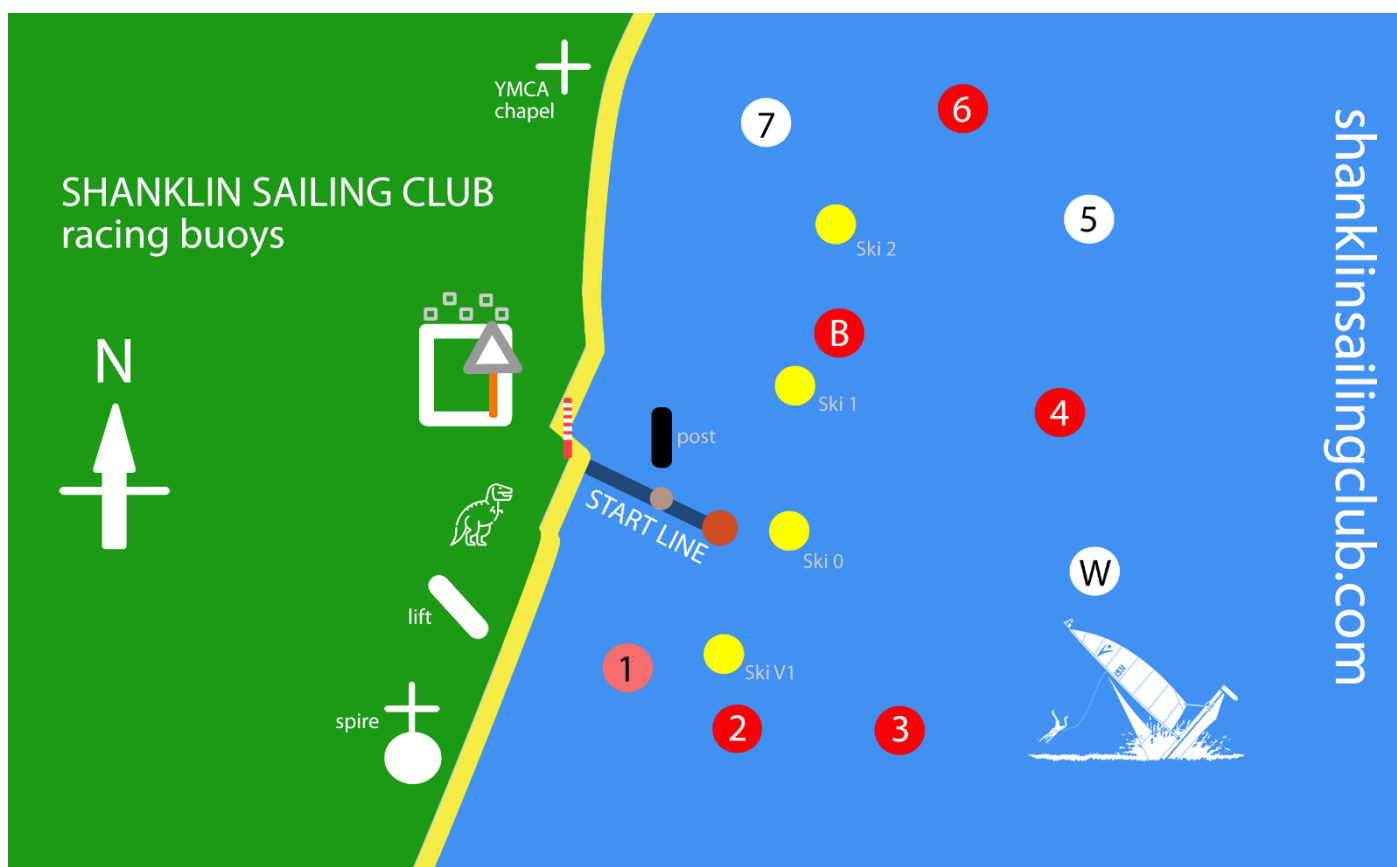 YMCA
chapel
7
6
SHANKLIN SAILING CLUB
racing buoys
5
Ski 2
B
N
Ski 1
4
post
START LINE
Ski 0
W
lift
1
Ski V1
spire
2
3
shanklinsailingclub.com